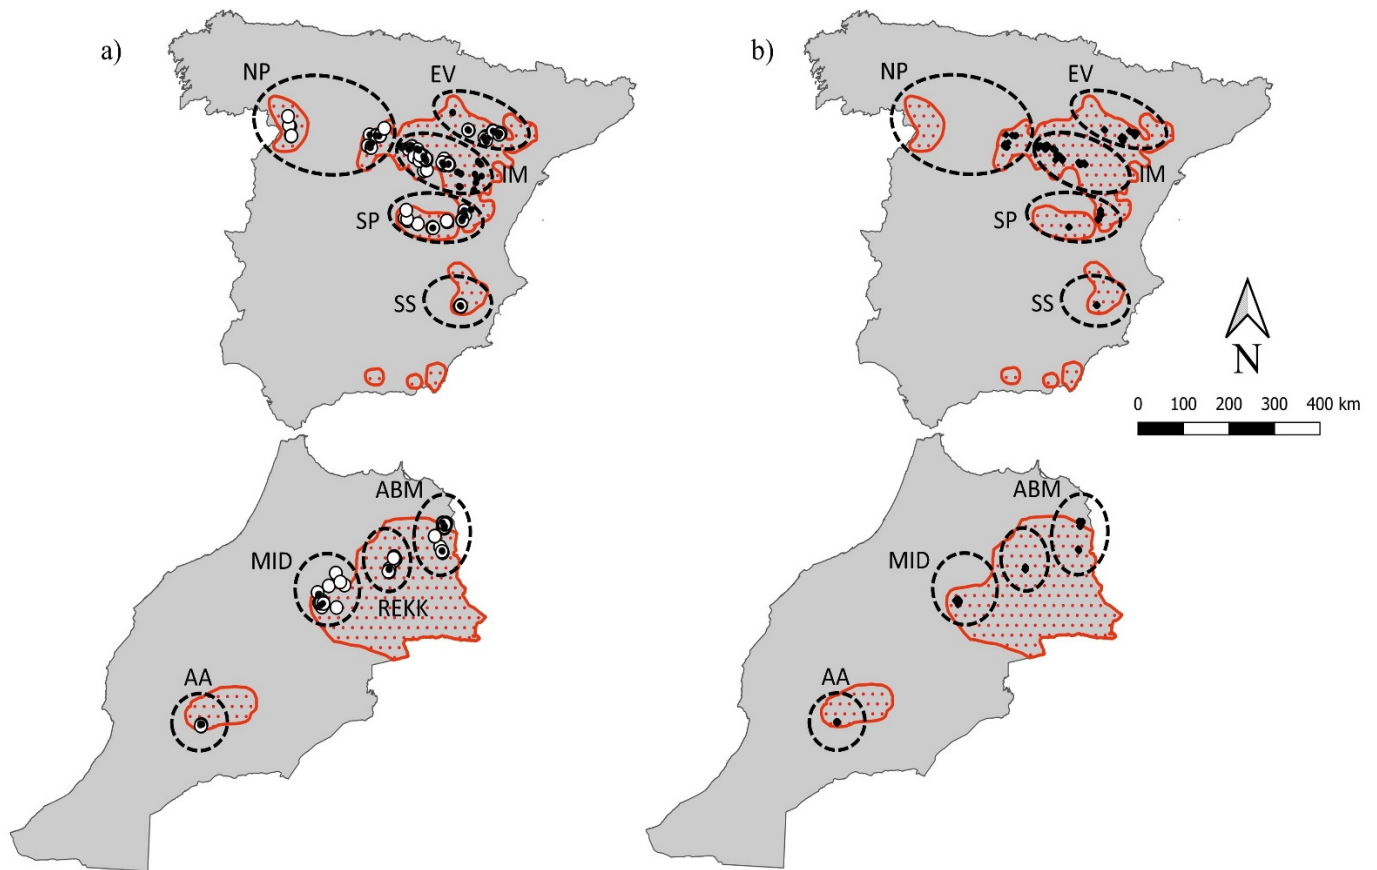 a)
NP
EV
IM
SP
SS
ABM
MID
REKK
AA
b)
NP
EV
IM
SP
SS
N
0 100 200 300 400 km
ABM
MID
AA